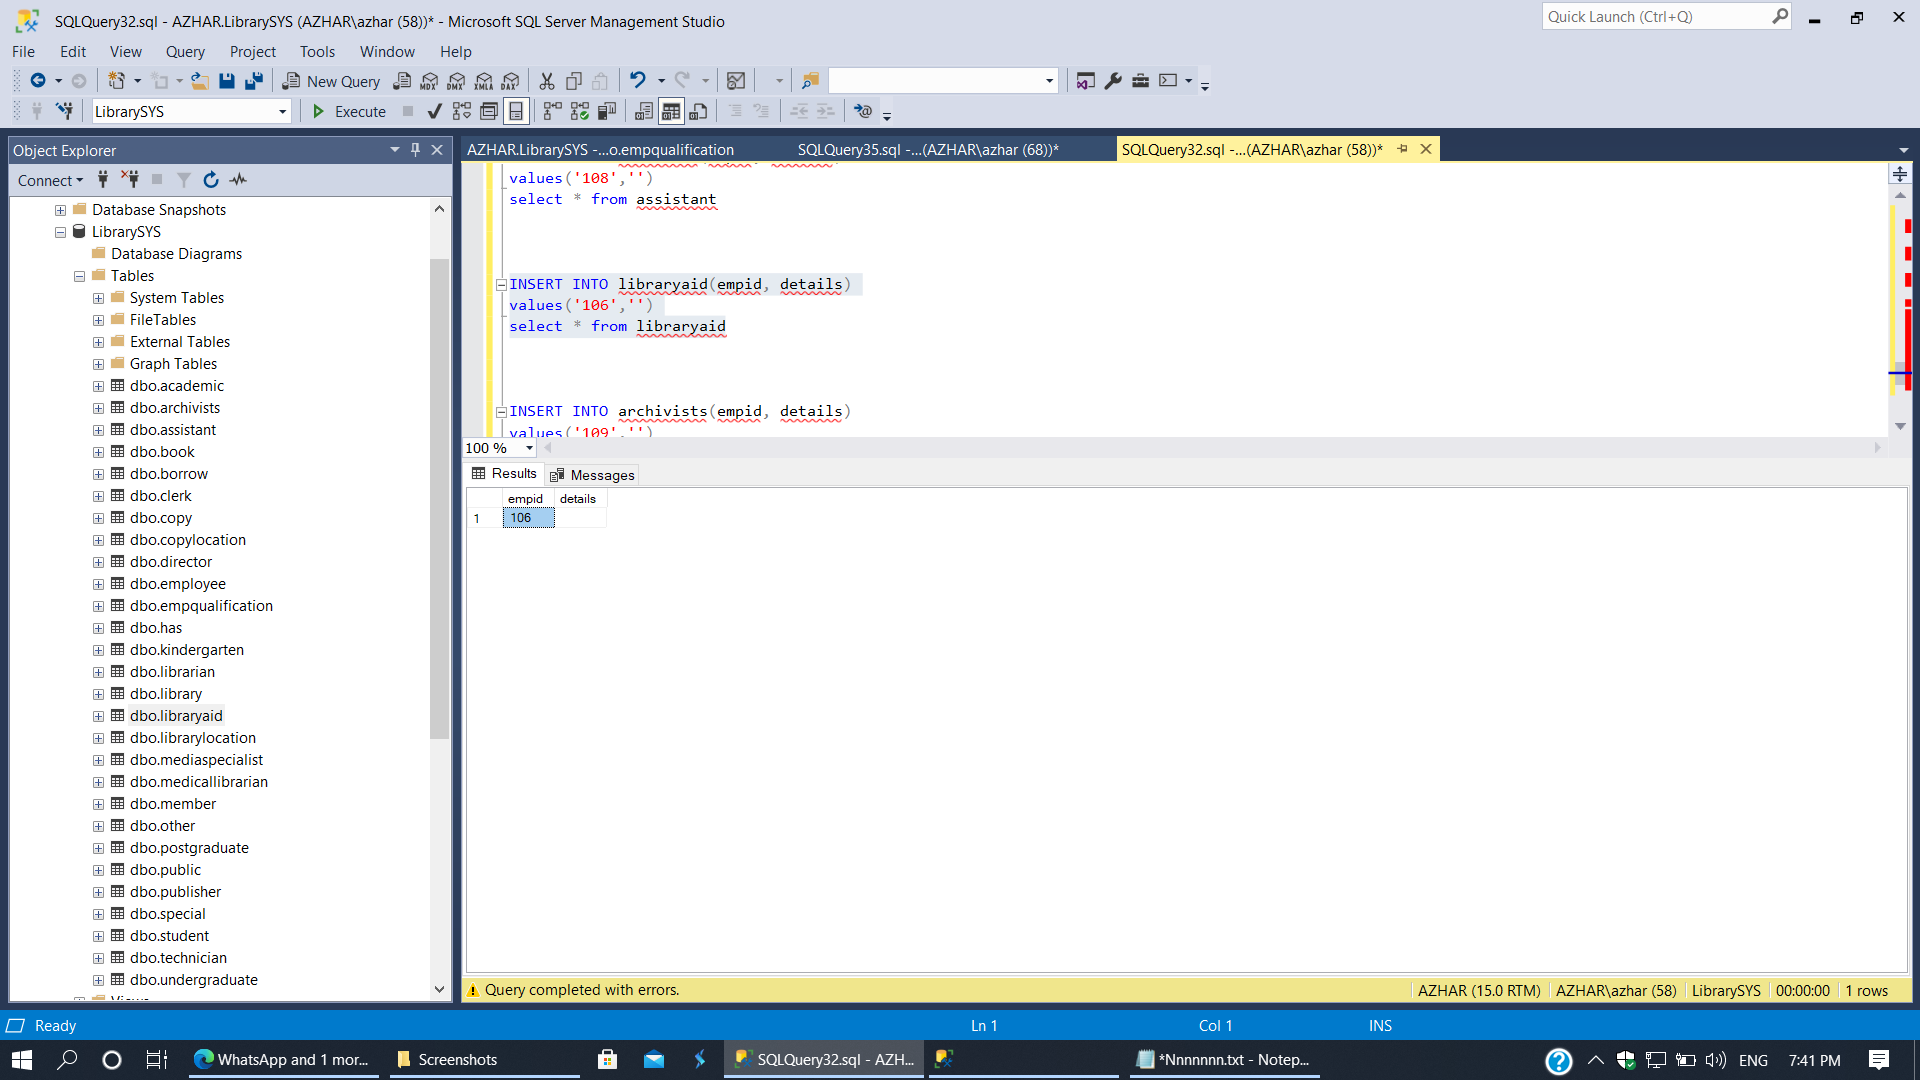 SQLQuery32.sql - AZHAR.LibrarySYS (AZHAR\azhar (58))* - Microsoft SQL Server Management Studio
Quick Launch (Ctrl+Q)
File Edit View Query Project Tools Window Help
New Query MDX DMX XMLA DAX
LibrarySYS Execute
Object Explorer
Connect
Database Snapshots
LibrarySYS
Database Diagrams
Tables
System Tables
FileTables
External Tables
Graph Tables
dbo.academic
dbo.archivists
dbo.assistant
dbo.book
dbo.borrow
dbo.clerk
dbo.copy
dbo.copylocation
dbo.director
dbo.employee
dbo.empqualification
dbo.has
dbo.kindergarten
dbo.librarian
dbo.library
dbo.libraryaid
dbo.librarylocation
dbo.mediaspecialist
dbo.medicallibrarian
dbo.member
dbo.other
dbo.postgraduate
dbo.public
dbo.publisher
dbo.special
dbo.student
dbo.technician
dbo.undergraduate
Views
AZHAR.LibrarySYS -...o.empqualification SQLQuery35.sql -...(AZHAR\azhar (68))* SQLQuery32.sql -...(AZHAR\azhar (58))*
values('108','')
select * from assistant
INSERT INTO libraryaid(empid, details)
values('106','')
select * from libraryaid
INSERT INTO archivists(empid, details)
values('109','')
100 %
Results Messages
empid details
1 106
Query completed with errors.
AZHAR (15.0 RTM) AZHAR\azhar (58) LibrarySYS 00:00:00 1 rows
Ready Ln 1 Col 1 INS
WhatsApp and 1 mor... Screenshots SQLQuery32.sql - AZH... *Nnnnnnn.txt - Notep... ENG 7:41 PM